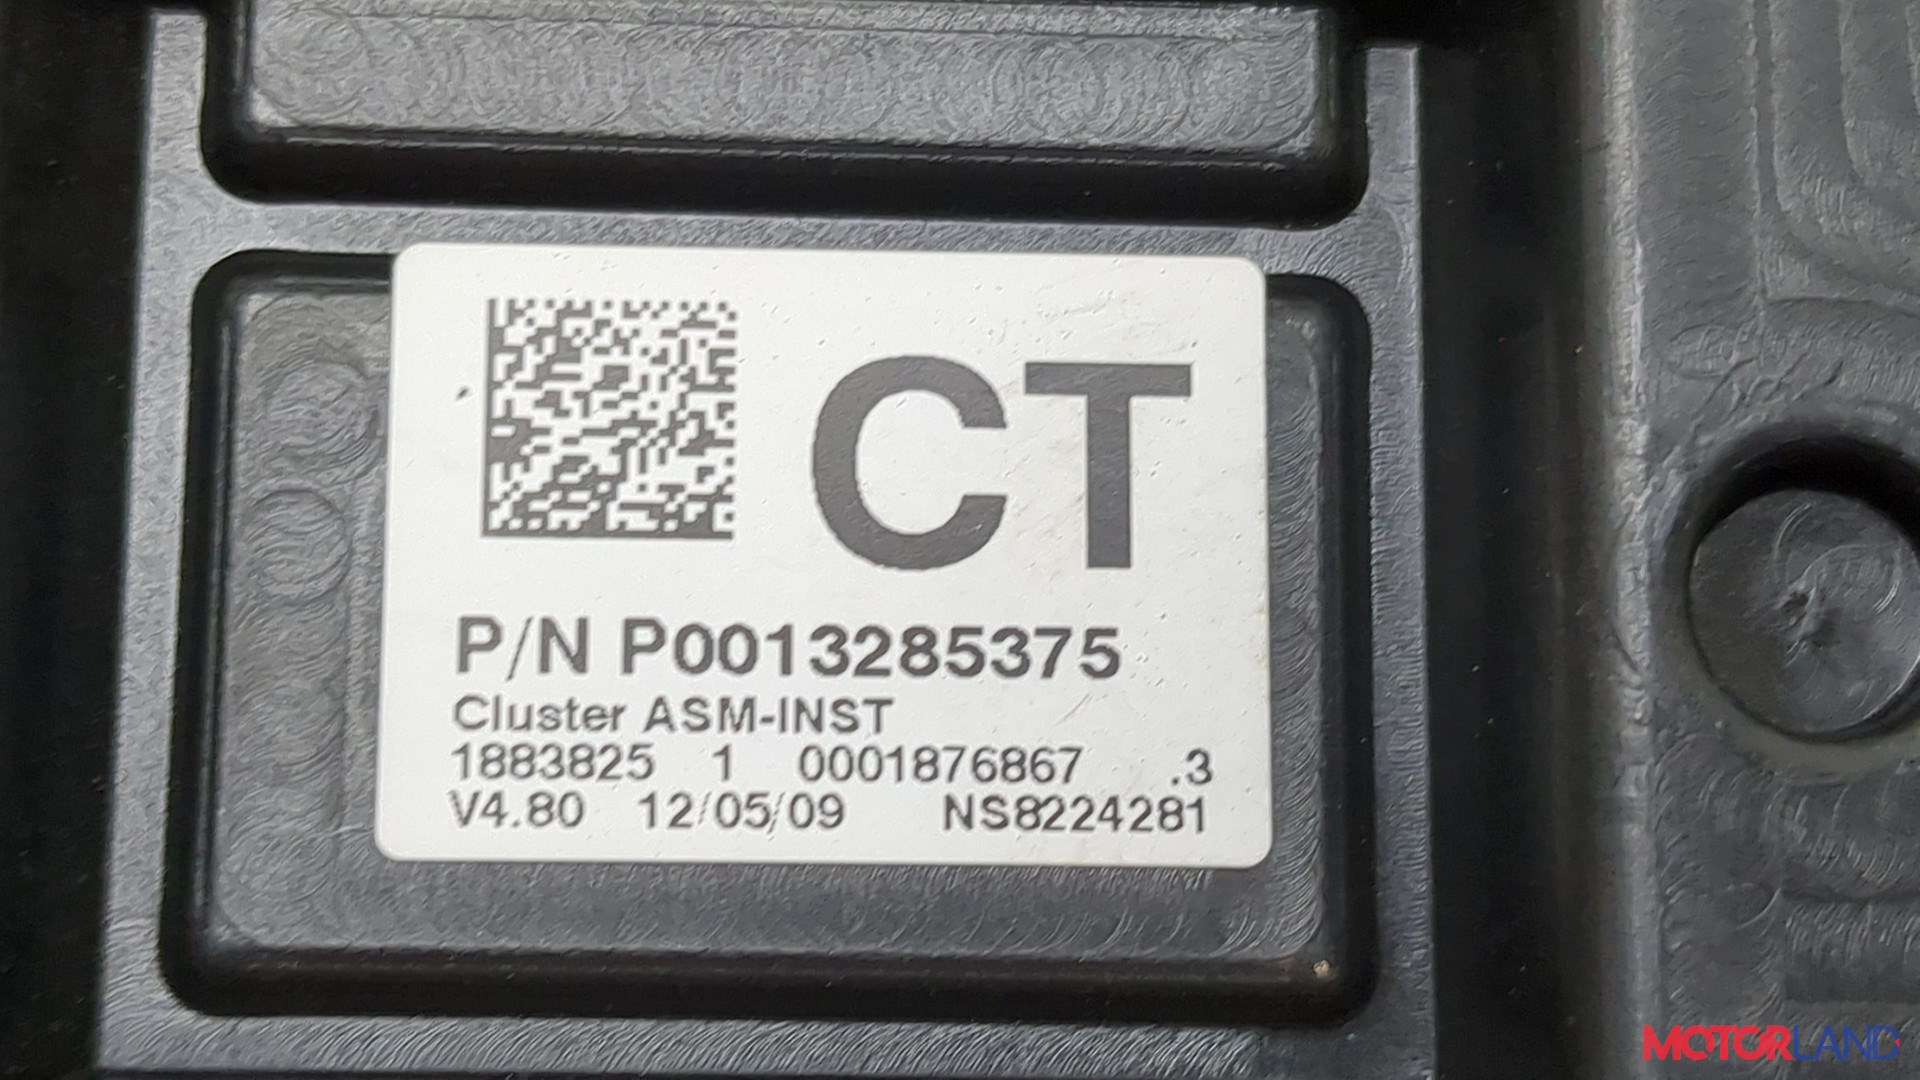 CT
P/N P0013285375
Cluster ASM-INST
1883825 1 0001876867 .3
V4.80 12/05/09 NS8224281
MOTORLAND